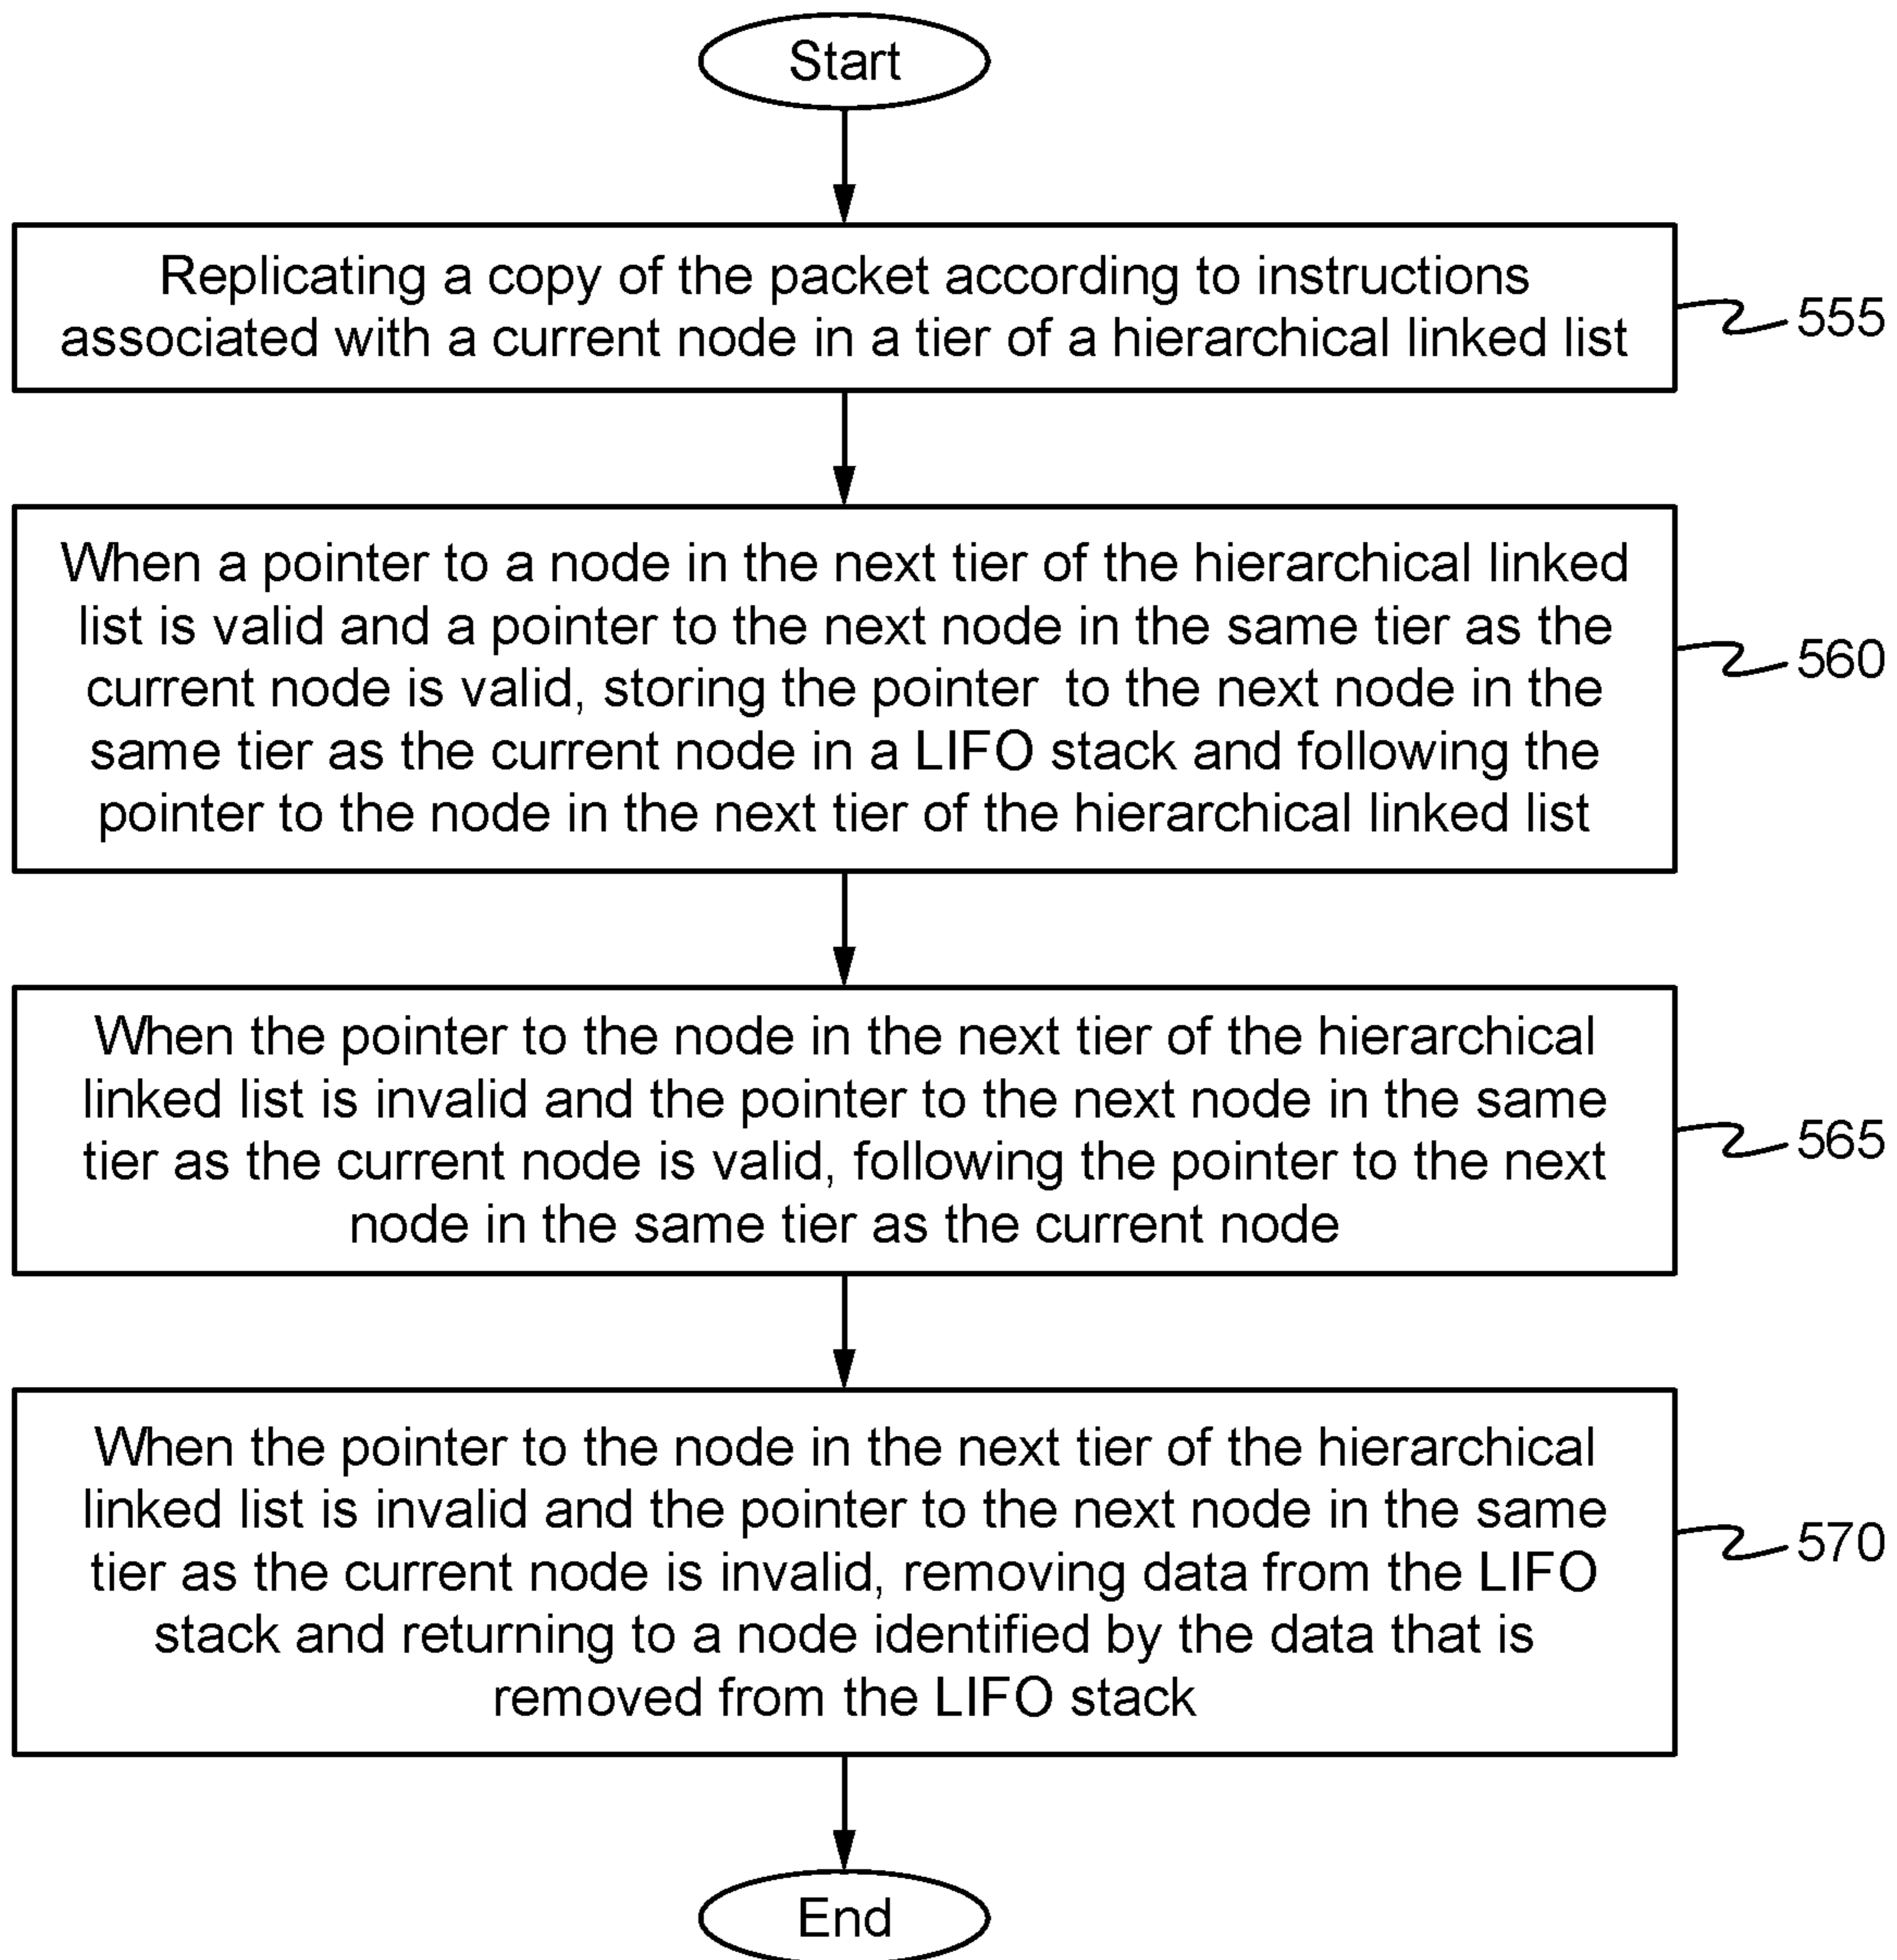 Start
Replicating a copy of the packet according to instructions
associated with a current node in a tier of a hierarchical linked list
555
When a pointer to a node in the next tier of the hierarchical linked
list is valid and a pointer to the next node in the same tier as the
current node is valid, storing the pointer to the next node in the
same tier as the current node in a LIFO stack and following the
pointer to the node in the next tier of the hierarchical linked list
560
When the pointer to the node in the next tier of the hierarchical
linked list is invalid and the pointer to the next node in the same
tier as the current node is valid, following the pointer to the next
node in the same tier as the current node
565
When the pointer to the node in the next tier of the hierarchical
linked list is invalid and the pointer to the next node in the same
tier as the current node is invalid, removing data from the LIFO
stack and returning to a node identified by the data that is
removed from the LIFO stack
570
End